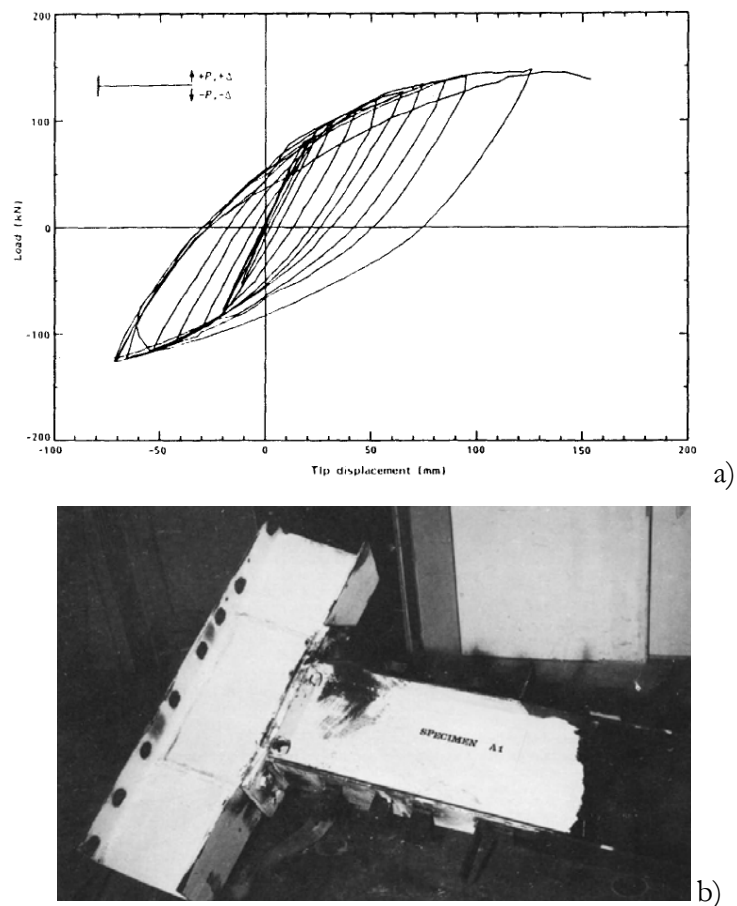 200
+P,+Δ
-P,-Δ
100
Load (kN)
0
-100
-200
-100 -50 0 50 100 150 200
Tip displacement (mm)
a)
SPECIMEN A1
b)